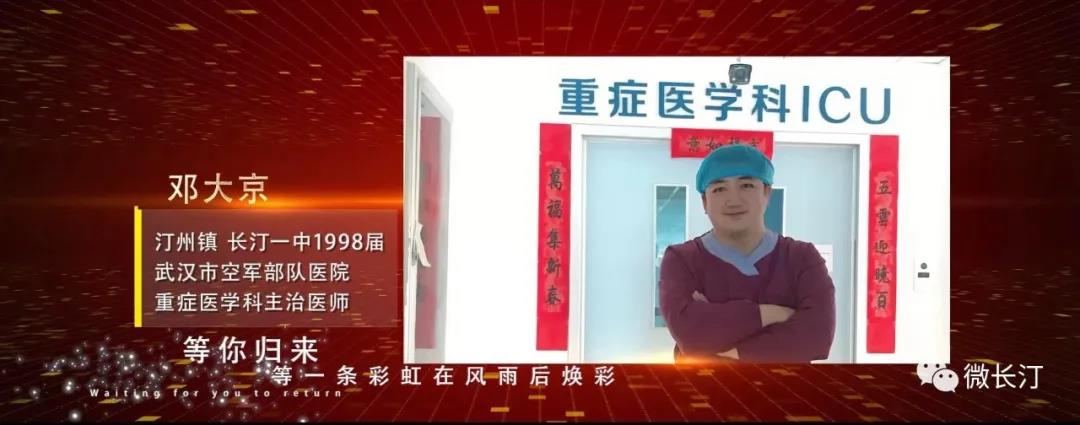 重症医学科ICU
萬福集新春
五雲迎曉日
邓大京
汀州镇 长汀一中1998届
武汉市空军部队医院
重症医学科主治医师
等你归来
等一条彩虹在风雨后焕彩
Waiting for you to return
微长汀